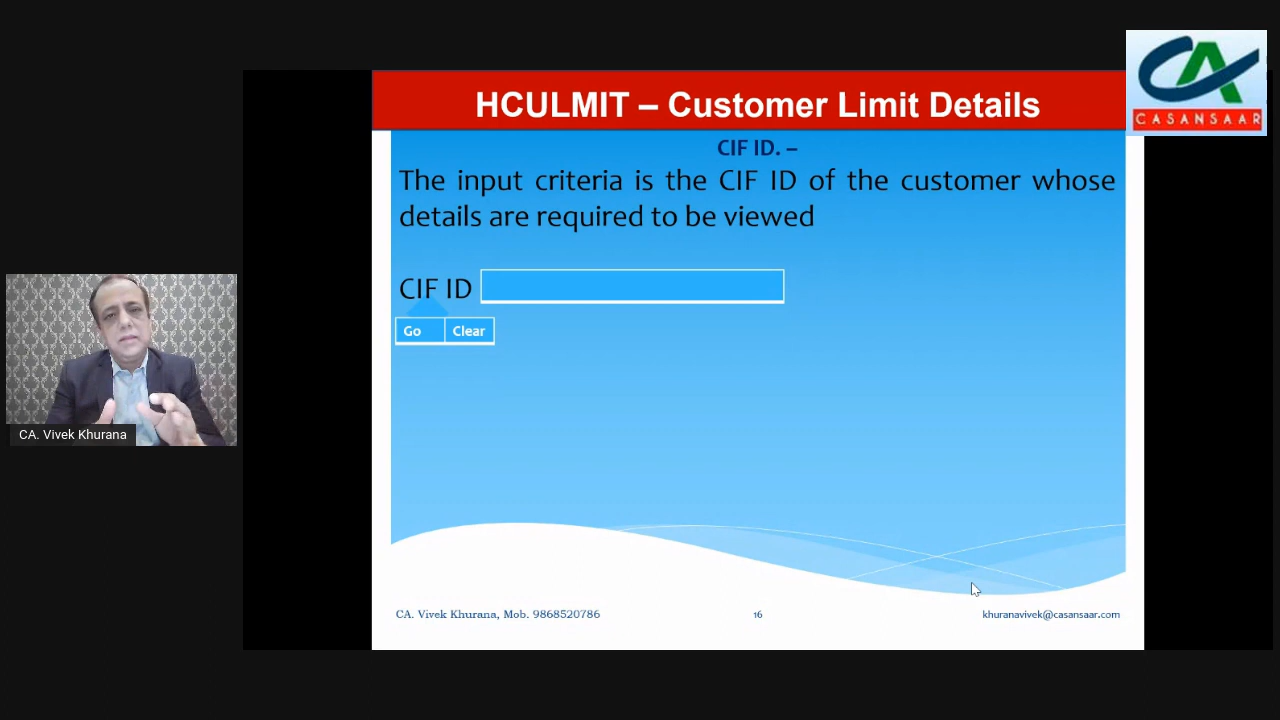 HCULMIT – Customer Limit Details
CASANSAAR
CIF ID. –
The input criteria is the CIF ID of the customer whose
details are required to be viewed
CIF ID
Go Clear
CA. Vivek Khurana
CA. Vivek Khurana, Mob. 9868520786 16 khuranavivek@casansaar.com